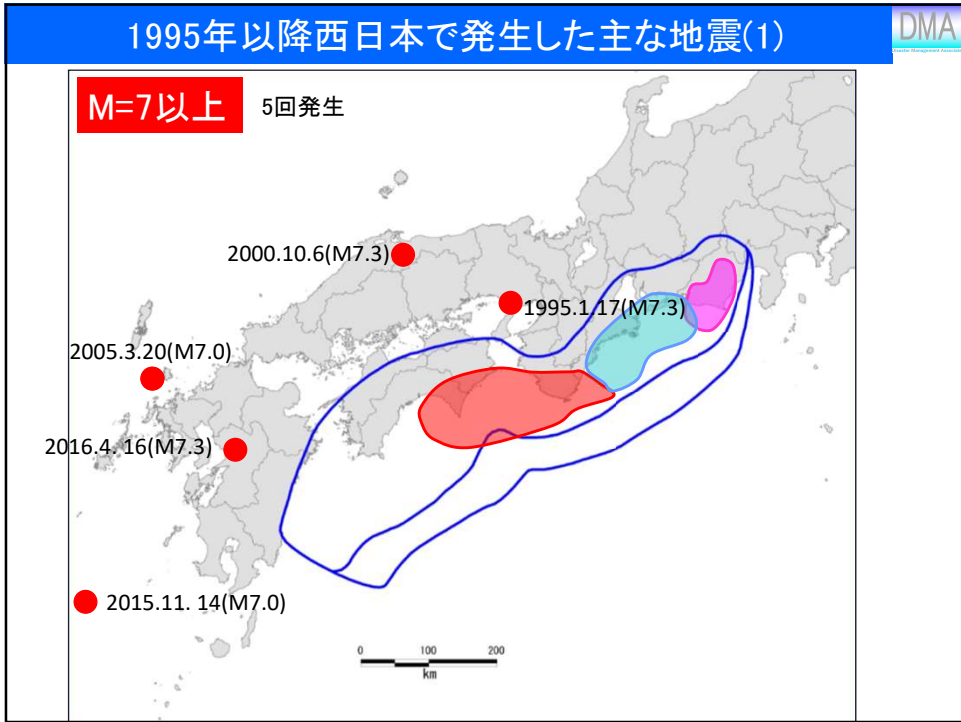 1995年以降西日本で発生した主な地震(1)
DMA
Disaster Management Associates
M=7以上
5回発生
2000.10.6(M7.3)
1995.1.17(M7.3)
2005.3.20(M7.0)
2016.4. 16(M7.3)
2015.11. 14(M7.0)
0 100 200
km